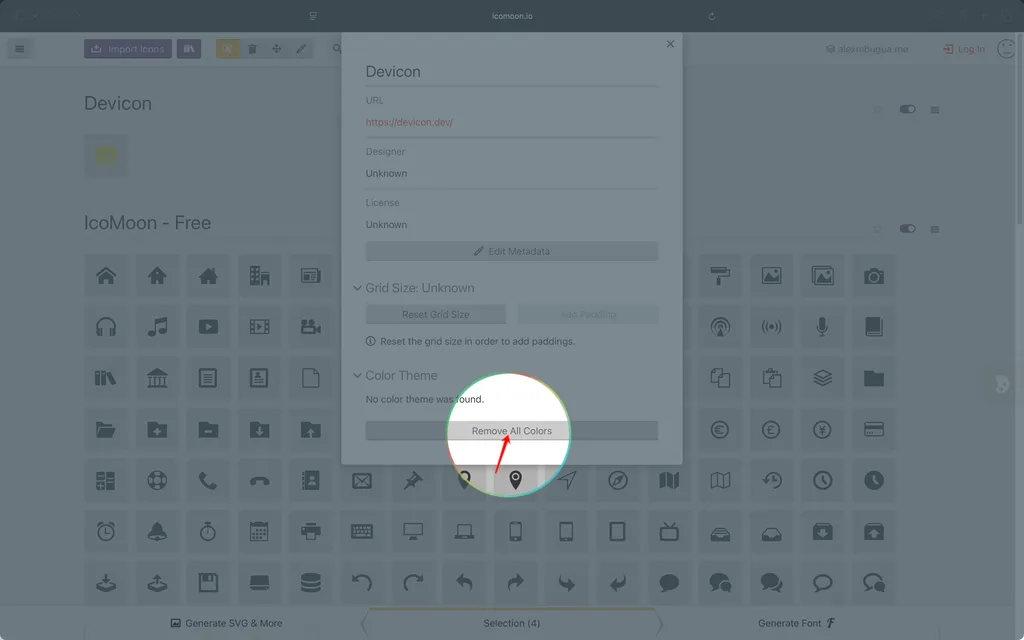 icomoon.io
Import Icons
alexmhugua.me
Log In
Devicon
Devicon
URL
https://devicon.dev/
Designer
Unknown
License
Unknown
Edit Metadata
IcoMoon - Free
Grid Size: Unknown
Reset Grid Size
Add Padding
Reset the grid size in order to add paddings.
Color Theme
No color theme was found.
Remove All Colors
Generate SVG & More
Selection (4)
Generate Font